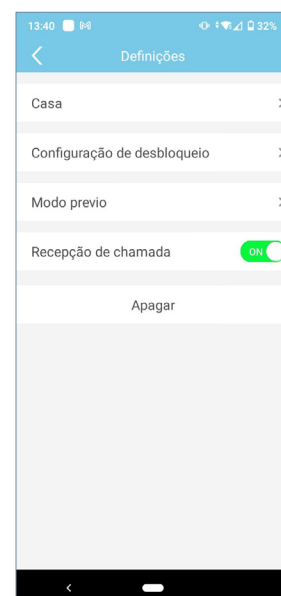 13:40 32%
Definições
Casa
Configuração de desbloqueio
Modo previo
Recepção de chamada ON
Apagar